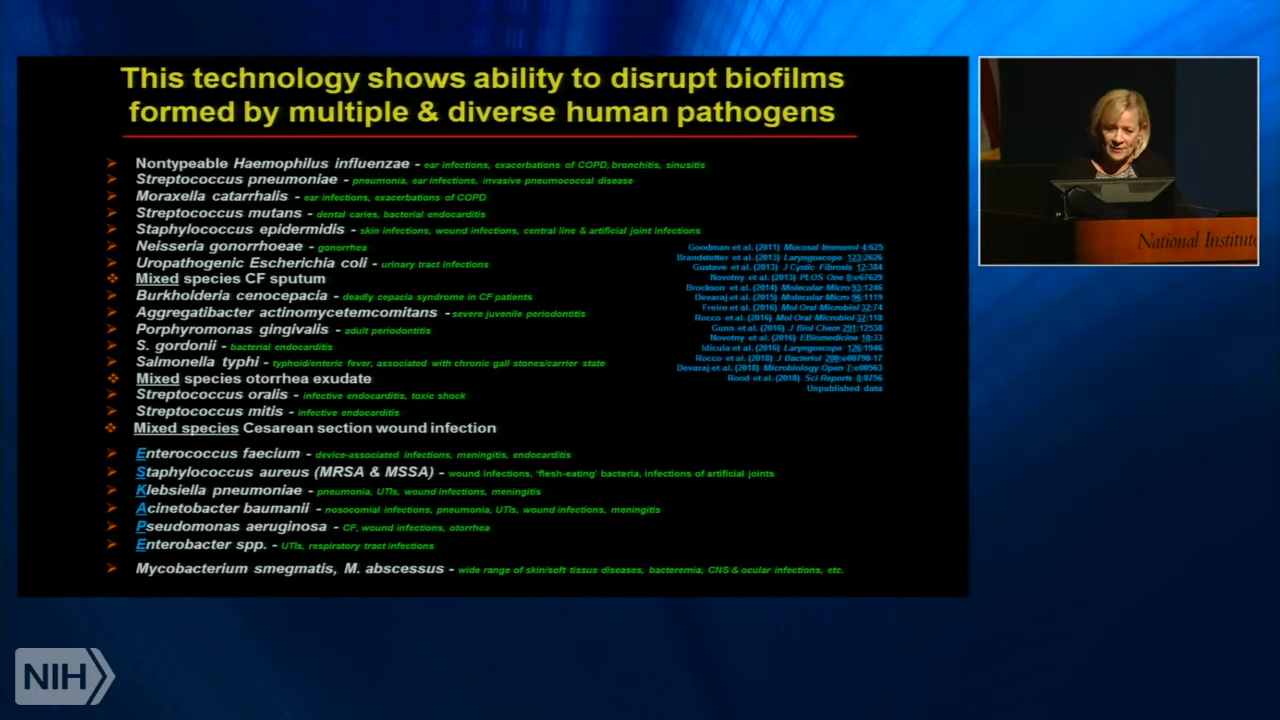 This technology shows ability to disrupt biofilms
formed by multiple & diverse human pathogens
Nontypeable Haemophilus influenzae - ear infections, exacerbations of COPD, bronchitis, sinusitis
Streptococcus pneumoniae - pneumonia, ear infections, invasive pneumococcal disease
Moraxella catarrhalis - ear infections, exacerbations of COPD
Streptococcus mutans - dental caries, bacterial endocarditis
Staphylococcus epidermidis - skin infections, wound infections, central line & artificial joint infections
Neisseria gonorrhoeae - gonorrhea
Uropathogenic Escherichia coli - urinary tract infections
Mixed species CF sputum
Burkholderia cenocepacia - deadly cepacia syndrome in CF patients
Aggregatibacter actinomycetemcomitans - severe juvenile periodontitis
Porphyromonas gingivalis - adult periodontitis
S. gordonii - bacterial endocarditis
Salmonella typhi - typhoid/enteric fever, associated with chronic gall stones/carrier state
Mixed species otorrhea exudate
Streptococcus oralis - infective endocarditis, toxic shock
Streptococcus mitis - infective endocarditis
Mixed species Cesarean section wound infection
Enterococcus faecium - device-associated infections, meningitis, endocarditis
Staphylococcus aureus (MRSA & MSSA) - wound infections, 'flesh-eating' bacteria, infections of artificial joints
Klebsiella pneumoniae - pneumonia, UTIs, wound infections, meningitis
Acinetobacter baumanii - nosocomial infections, pneumonia, UTIs, wound infections, meningitis
Pseudomonas aeruginosa - CF, wound infections, otorrhea
Enterobacter spp. - UTIs, respiratory tract infections
Mycobacterium smegmatis, M. abscessus - wide range of skin/soft tissue diseases, bacteremia, CNS & ocular infections, etc.
Goodman et al. (2011) Mucosal Immunol 4:625
Brandstetter et al. (2013) Laryngoscope 123:2626
Gustave et al. (2013) J Cystic Fibrosis 12:384
Novotny et al. (2013) PLOS One 8:e67629
Brockson et al. (2014) Molecular Micro 93:1246
Devaraj et al. (2015) Molecular Micro 96:1119
Freire et al. (2016) Mol Oral Microbiol 32:74
Rocco et al. (2016) Mol Oral Microbiol 32:118
Gunn et al. (2016) J Biol Chem 291:12538
Novotny et al. (2016) EBiomedicine 10:33
Idicula et al. (2016) Laryngoscope 126:1946
Rocco et al. (2018) J Bacteriol 200:e00790-17
Devaraj et al. (2018) Microbiology Open 7:e00563
Rood et al. (2018) Sci Reports 8:8756
Unpublished data
National Institute
NIH